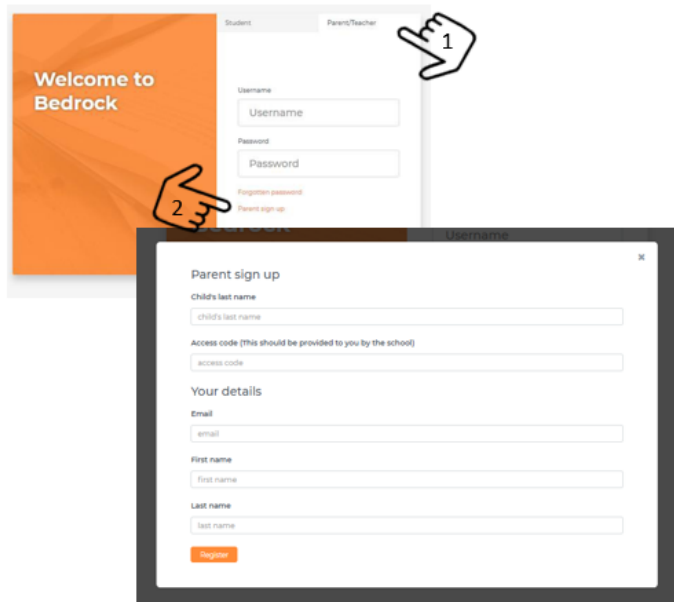 Student
Parent/Teacher
1
Welcome to
Bedrock
Username
Username
Password
Password
Forgotten password
2
Parent sign up
Bedrock
Username
×
Parent sign up
Child's last name
child's last name
Access code (This should be provided to you by the school)
access code
Your details
Email
email
First name
first name
Last name
last name
Register